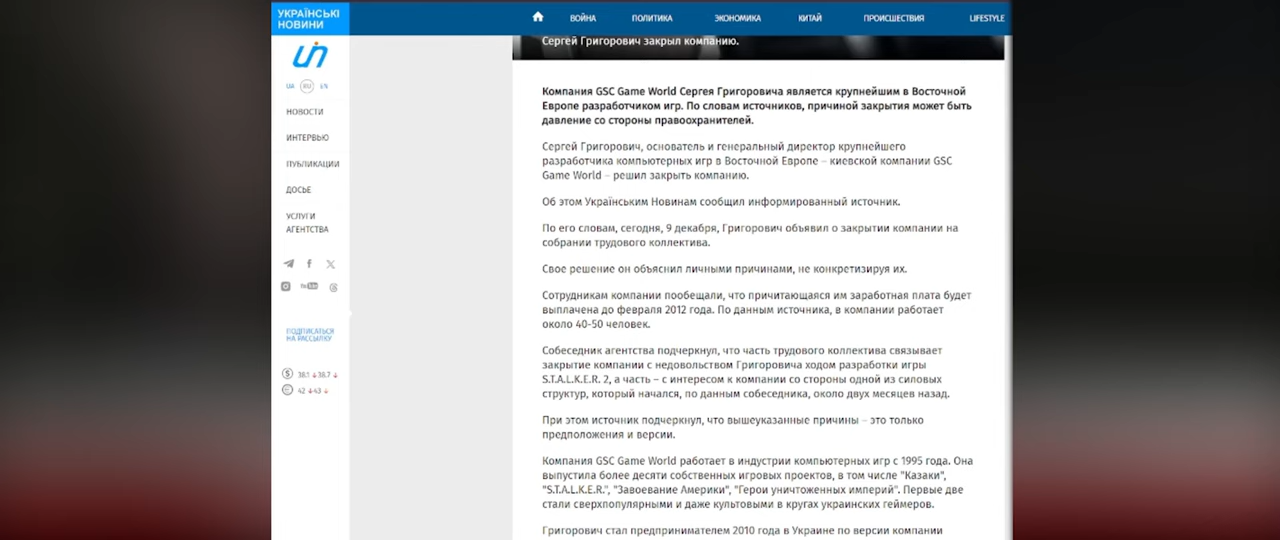 УКРАЇНСЬКІ
НОВИНИ
ВОЙНА
ПОЛИТИКА
ЭКОНОМИКА
КИТАЙ
ПРОИСШЕСТВИЯ
LIFESTYLE
UA
RU
EN
НОВОСТИ
ИНТЕРВЬЮ
ПУБЛИКАЦИИ
ДОСЬЕ
УСЛУГИ
АГЕНТСТВА
ПОДПИСАТЬСЯ
НА РАССЫЛКУ
38.1 ↓38.7 ↓
42 ↓43 ↓
Сергей Григорович закрыл компанию.
Компания GSC Game World Сергея Григоровича является крупнейшим в Восточной
Европе разработчиком игр. По словам источников, причиной закрытия может быть
давление со стороны правоохранителей.
Сергей Григорович, основатель и генеральный директор крупнейшего
разработчика компьютерных игр в Восточной Европе – киевской компании GSC
Game World – решил закрыть компанию.
Об этом Українським Новинам сообщил информированный источник.
По его словам, сегодня, 9 декабря, Григорович объявил о закрытии компании на
собрании трудового коллектива.
Свое решение он объяснил личными причинами, не конкретизируя их.
Сотрудникам компании пообещали, что причитающаяся им заработная плата будет
выплачена до февраля 2012 года. По данным источника, в компании работает
около 40-50 человек.
Собеседник агентства подчеркнул, что часть трудового коллектива связывает
закрытие компании с недовольством Григоровича ходом разработки игры
S.T.A.L.K.E.R. 2, а часть – с интересом к компании со стороны одной из силовых
структур, который начался, по данным собеседника, около двух месяцев назад.
При этом источник подчеркнул, что вышеуказанные причины – это только
предположения и версии.
Компания GSC Game World работает в индустрии компьютерных игр с 1995 года. Она
выпустила более десяти собственных игровых проектов, в том числе "Казаки",
"S.T.A.L.K.E.R.", "Завоевание Америки", "Герои уничтоженных империй". Первые две
стали сверхпопулярными и даже культовыми в кругах украинских геймеров.
Григорович стал предпринимателем 2010 года в Украине по версии компании